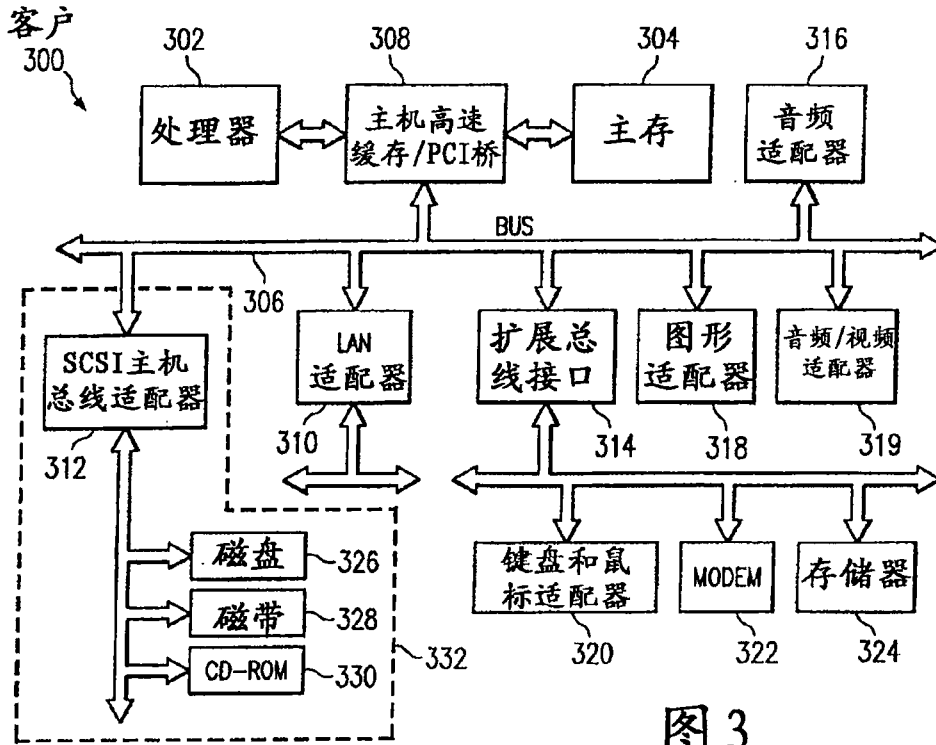 客户
300
302
308
304
316
处理器
主机高速
缓存/PCI桥
主存
音频
适配器
BUS
306
SCSI主机
总线适配器
LAN
适配器
扩展总
线接口
图形
适配器
音频/视频
适配器
312
310
314
318
319
磁盘
326
磁带
328
CD-ROM
330
332
键盘和鼠
标适配器
MODEM
存储器
320
322
324
图3